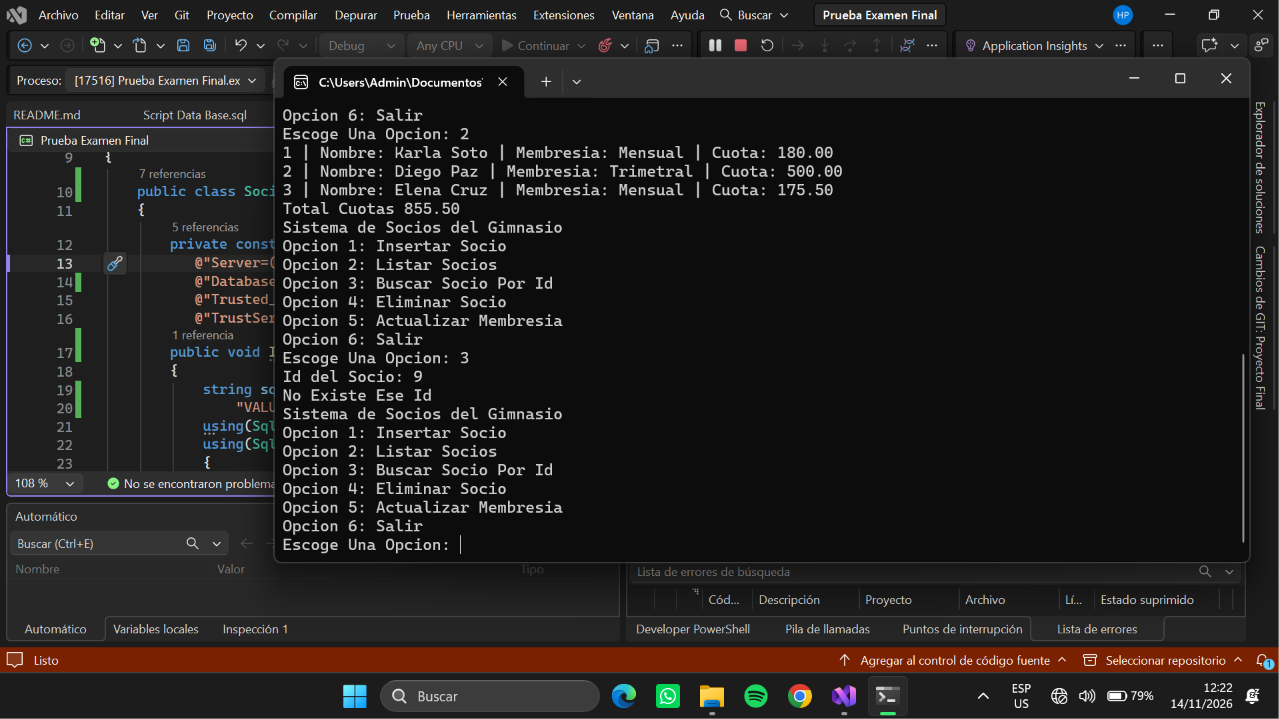 Archivo Editar Ver Git Proyecto Compilar Depurar Prueba Herramientas Extensiones Ventana Ayuda Buscar Prueba Examen Final HP
Debug Any CPU Continuar Application Insights
Proceso: [17516] Prueba Examen Final.ex
C:\Users\Admin\Documentos
README.md Script Data Base.sql
Prueba Examen Final
9 {
7 referencias
10 public class Soci
11 {
5 referencias
12 private const
13 @"Server=(
14 @"Database
15 @"Trusted_
16 @"TrustSer
1 referencia
17 public void I
18 {
19 string sq
20 "VALU
21 using(Sql
22 using(Sql
23 {
108 % No se encontraron problema
Opcion 6: Salir
Escoge Una Opcion: 2
1 | Nombre: Karla Soto | Membresia: Mensual | Cuota: 180.00
2 | Nombre: Diego Paz | Membresia: Trimetral | Cuota: 500.00
3 | Nombre: Elena Cruz | Membresia: Mensual | Cuota: 175.50
Total Cuotas 855.50
Sistema de Socios del Gimnasio
Opcion 1: Insertar Socio
Opcion 2: Listar Socios
Opcion 3: Buscar Socio Por Id
Opcion 4: Eliminar Socio
Opcion 5: Actualizar Membresia
Opcion 6: Salir
Escoge Una Opcion: 3
Id del Socio: 9
No Existe Ese Id
Sistema de Socios del Gimnasio
Opcion 1: Insertar Socio
Opcion 2: Listar Socios
Opcion 3: Buscar Socio Por Id
Opcion 4: Eliminar Socio
Opcion 5: Actualizar Membresia
Opcion 6: Salir
Escoge Una Opcion:
Explorador de soluciones
Cambios de GIT: Proyecto Final
Automático
Buscar (Ctrl+E)
Nombre Valor Tipo
Automático Variables locales Inspección 1
Lista de errores de búsqueda
Cód... Descripción Proyecto Archivo Lí... Estado suprimido
Developer PowerShell Pila de llamadas Puntos de interrupción Lista de errores
Listo Agregar al control de código fuente Seleccionar repositorio 1
Buscar
ESP
US
79%
12:22
14/11/2026